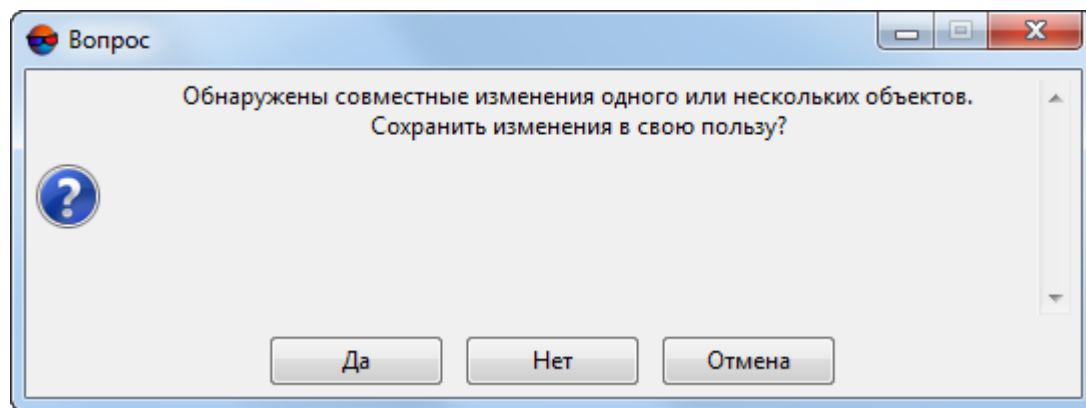 Вопрос
Обнаружены совместные изменения одного или нескольких объектов.
Сохранить изменения в свою пользу?
Да
Нет
Отмена